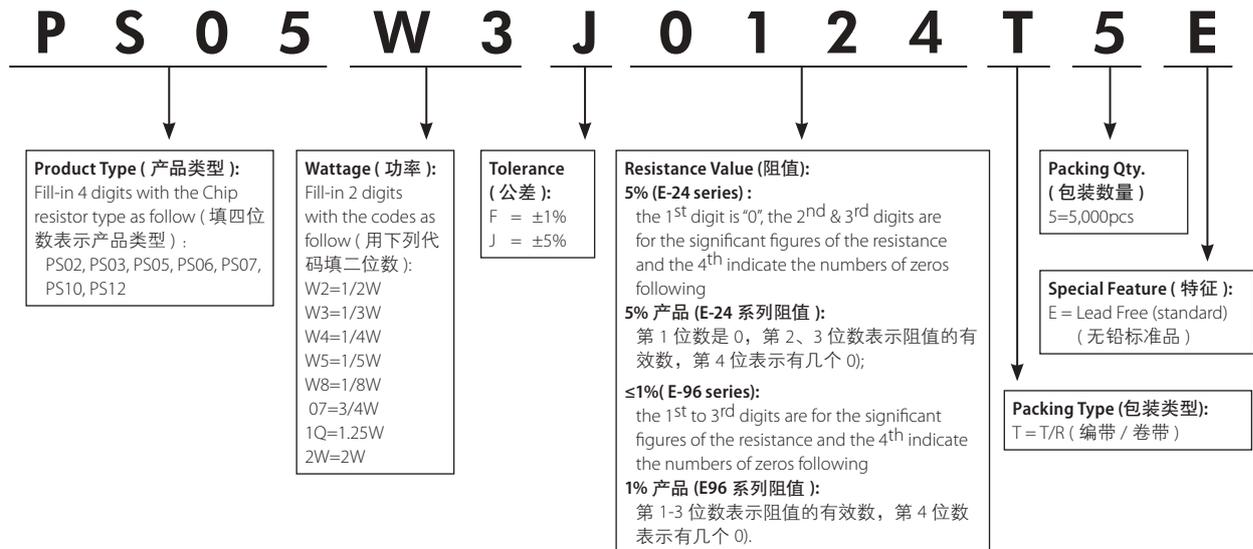 P S 0 5 W 3 J 0 1 2 4 T 5 E
Product Type ( 产品类型 ):
Fill-in 4 digits with the Chip
resistor type as follow ( 填四位
数表示产品类型 ) :
PS02, PS03, PS05, PS06, PS07,
PS10, PS12
Wattage ( 功率 ):
Fill-in 2 digits
with the codes as
follow ( 用下列代
码填二位数 ):
W2=1/2W
W3=1/3W
W4=1/4W
W5=1/5W
W8=1/8W
07=3/4W
1Q=1.25W
2W=2W
Tolerance
( 公差 ):
F = ±1%
J = ±5%
Resistance Value (阻值):
5% (E-24 series) :
the 1st digit is “0”, the 2nd & 3rd digits are
for the significant figures of the resistance
and the 4th indicate the numbers of zeros
following
5% 产品 (E-24 系列阻值 ):
第 1 位数是 0，第 2、3 位数表示阻值的有
效数，第 4 位表示有几个 0);
≤1%( E-96 series):
the 1st to 3rd digits are for the significant
figures of the resistance and the 4th indicate
the numbers of zeros following
1% 产品 (E96 系列阻值 ):
第 1-3 位数表示阻值的有效数，第 4 位数
表示有几个 0).
Packing Qty.
( 包装数量 )
5=5,000pcs
Special Feature ( 特征 ):
E = Lead Free (standard)
( 无铅标准品 )
Packing Type (包装类型):
T = T/R ( 编带 / 卷带 )